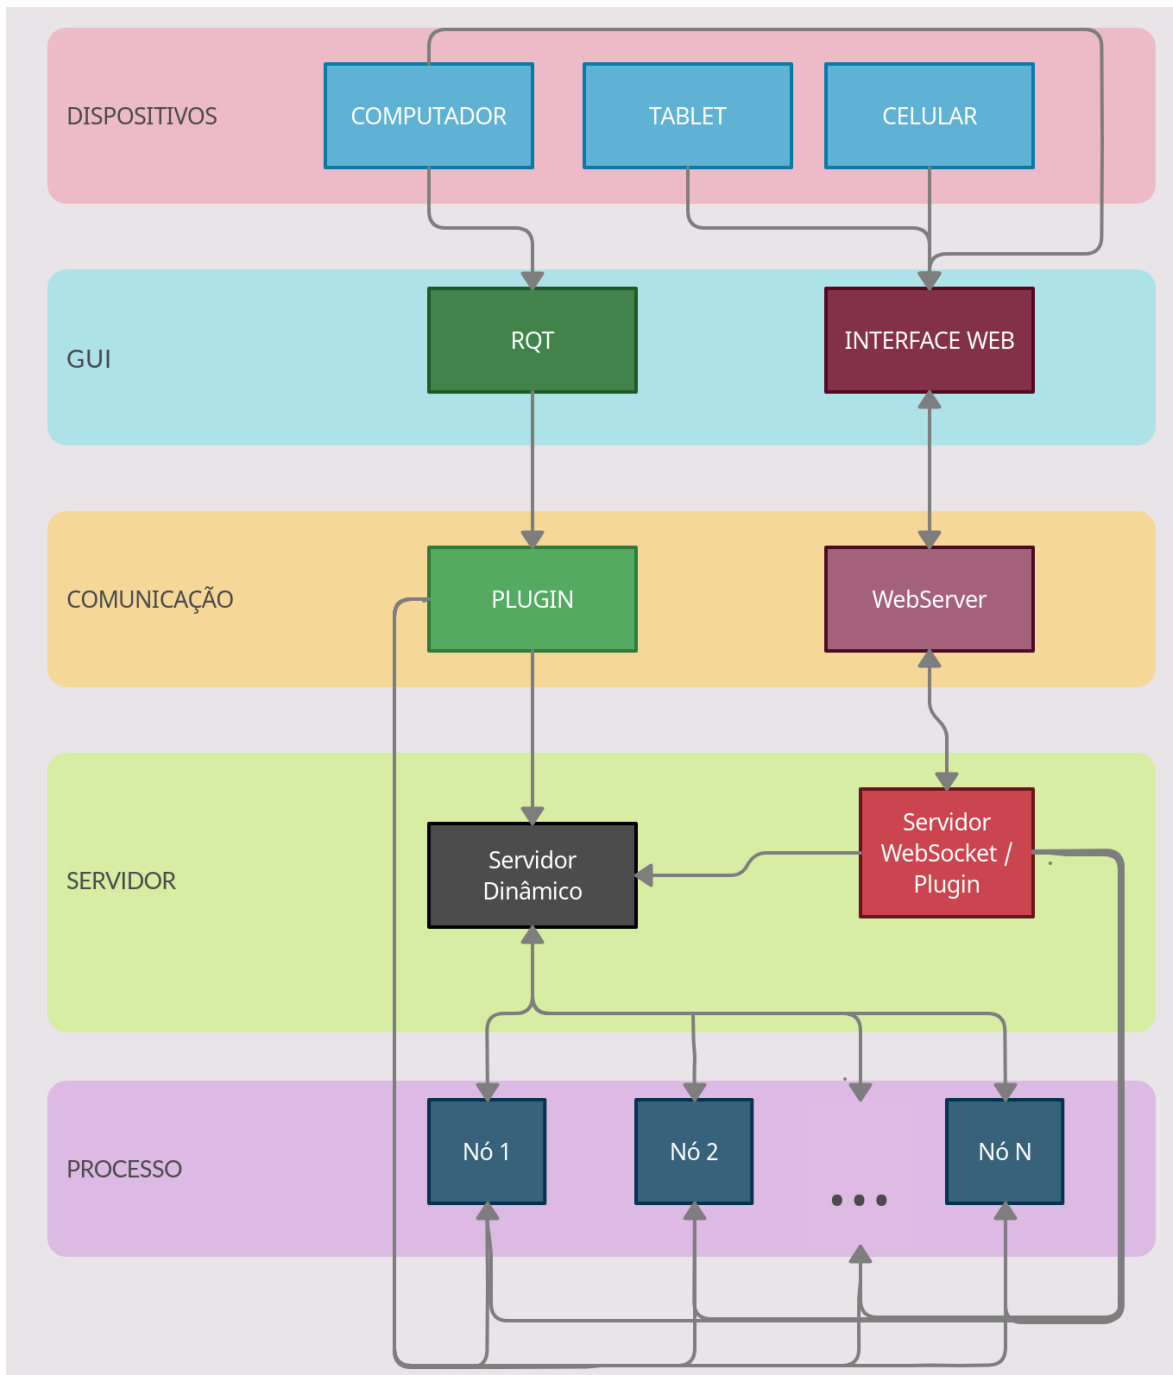 DISPOSITIVOS
COMPUTADOR
TABLET
CELULAR
GUI
RQT
INTERFACE WEB
COMUNICAÇÃO
PLUGIN
WebServer
SERVIDOR
Servidor
Dinâmico
Servidor
WebSocket /
Plugin
PROCESSO
Nó 1
Nó 2
...
Nó N